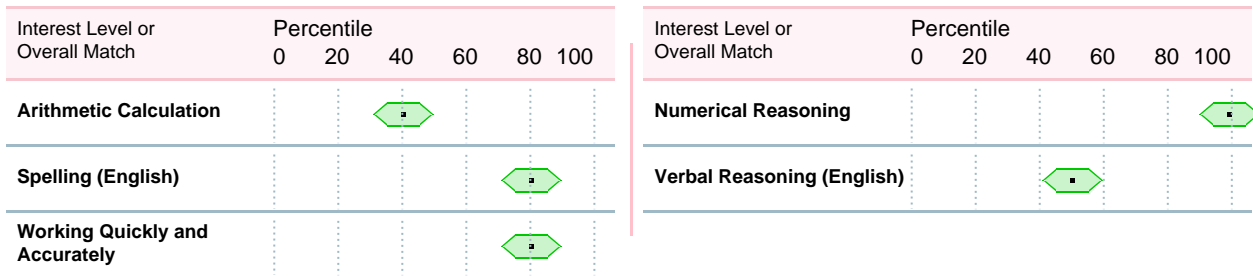 Interest Level or
Overall Match
Percentile
0 20 40 60 80 100
Arithmetic Calculation
Spelling (English)
Working Quickly and
Accurately
Interest Level or
Overall Match
Percentile
0 20 40 60 80 100
Numerical Reasoning
Verbal Reasoning (English)